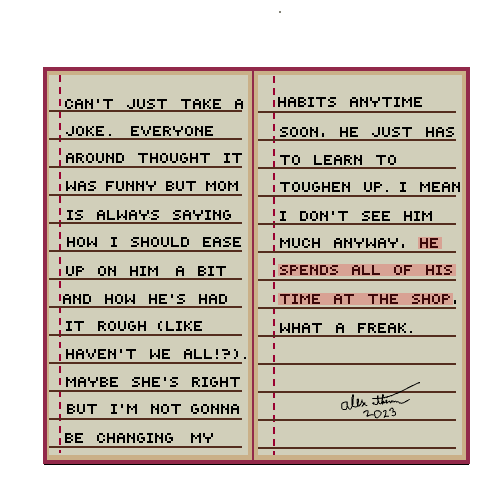 CAN'T JUST TAKE A
JOKE. EVERYONE
AROUND THOUGHT IT
WAS FUNNY BUT MOM
IS ALWAYS SAYING
HOW I SHOULD EASE
UP ON HIM A BIT
AND HOW HE'S HAD
IT ROUGH (LIKE
HAVEN'T WE ALL!?).
MAYBE SHE'S RIGHT
BUT I'M NOT GONNA
BE CHANGING MY
HABITS ANYTIME
SOON. HE JUST HAS
TO LEARN TO
TOUGHEN UP. I MEAN
I DON'T SEE HIM
MUCH ANYWAY. HE
SPENDS ALL OF HIS
TIME AT THE SHOP.
WHAT A FREAK.
alex
2023